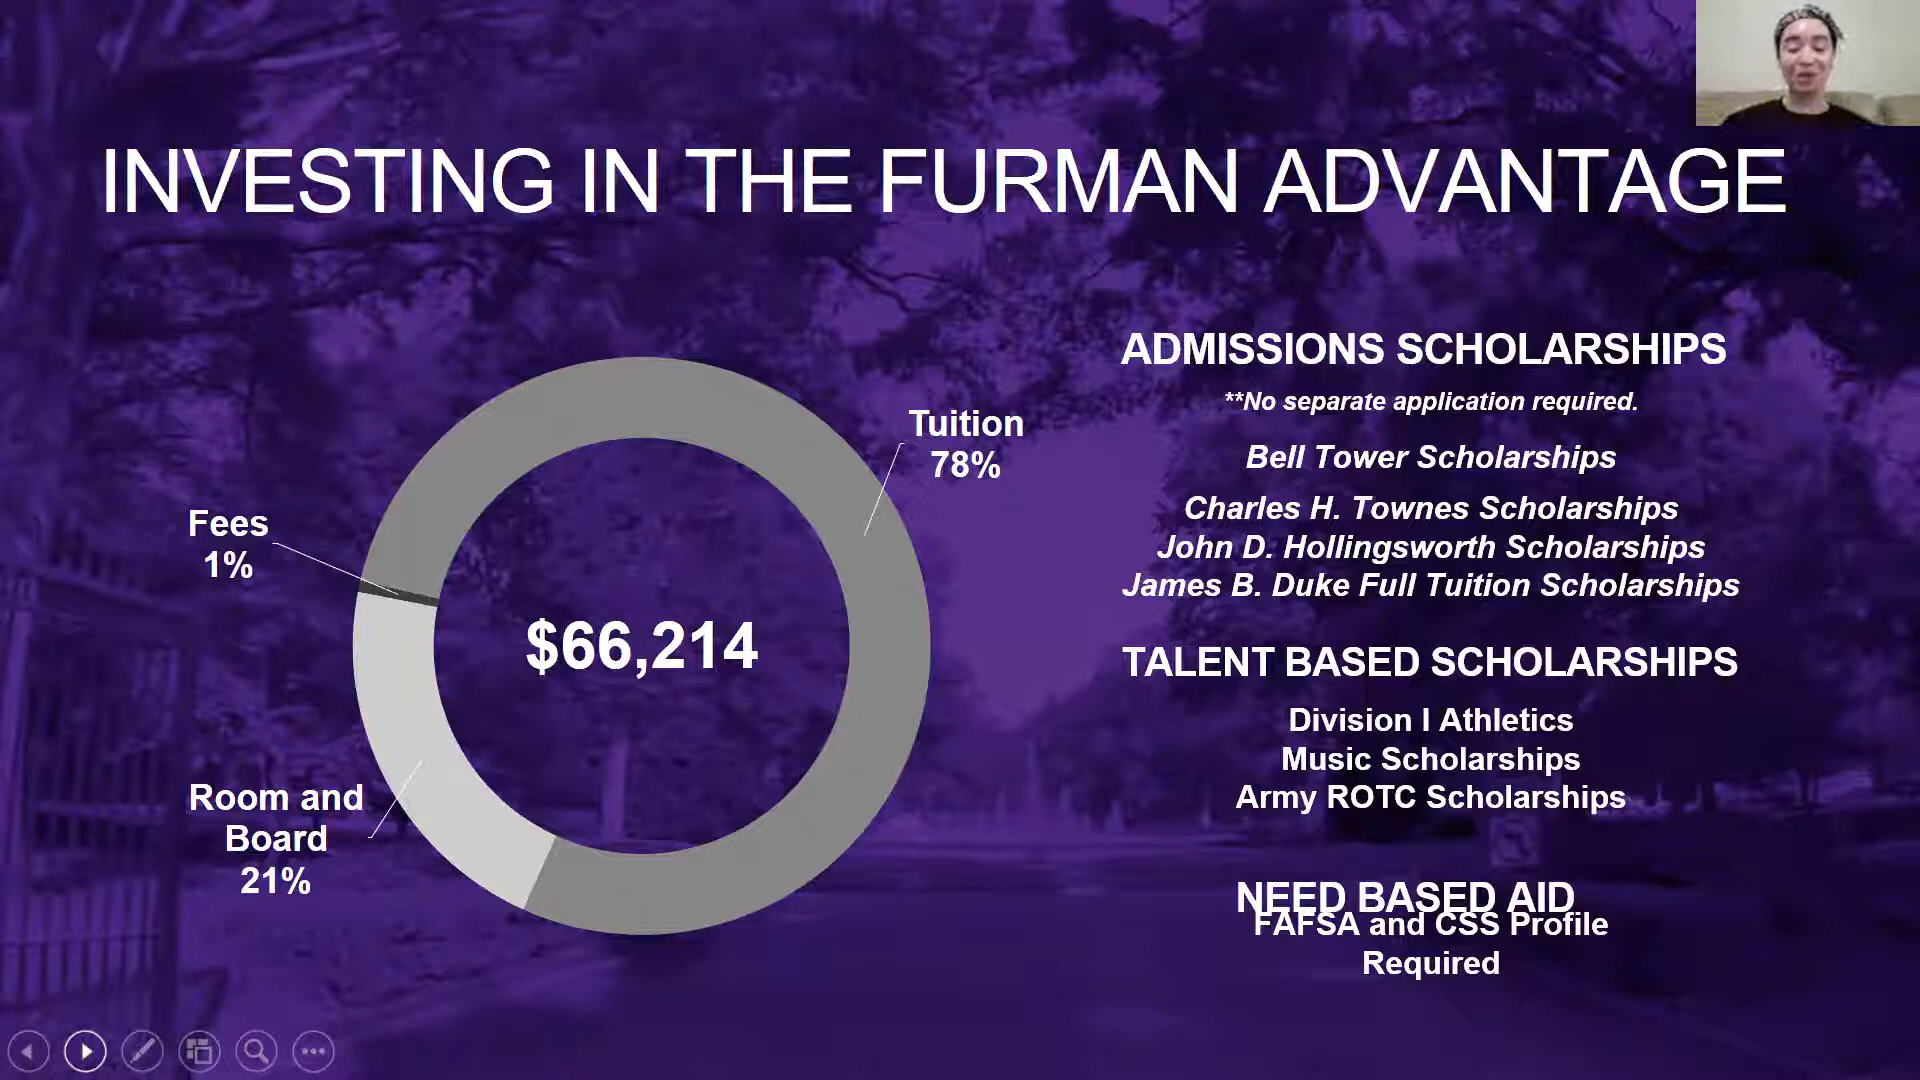 INVESTING IN THE FURMAN ADVANTAGE
Tuition
78%
Fees
1%
$66,214
Room and
Board
21%
ADMISSIONS SCHOLARSHIPS
**No separate application required.
Bell Tower Scholarships
Charles H. Townes Scholarships
John D. Hollingsworth Scholarships
James B. Duke Full Tuition Scholarships
TALENT BASED SCHOLARSHIPS
Division I Athletics
Music Scholarships
Army ROTC Scholarships
NEED BASED AID
FAFSA and CSS Profile
Required